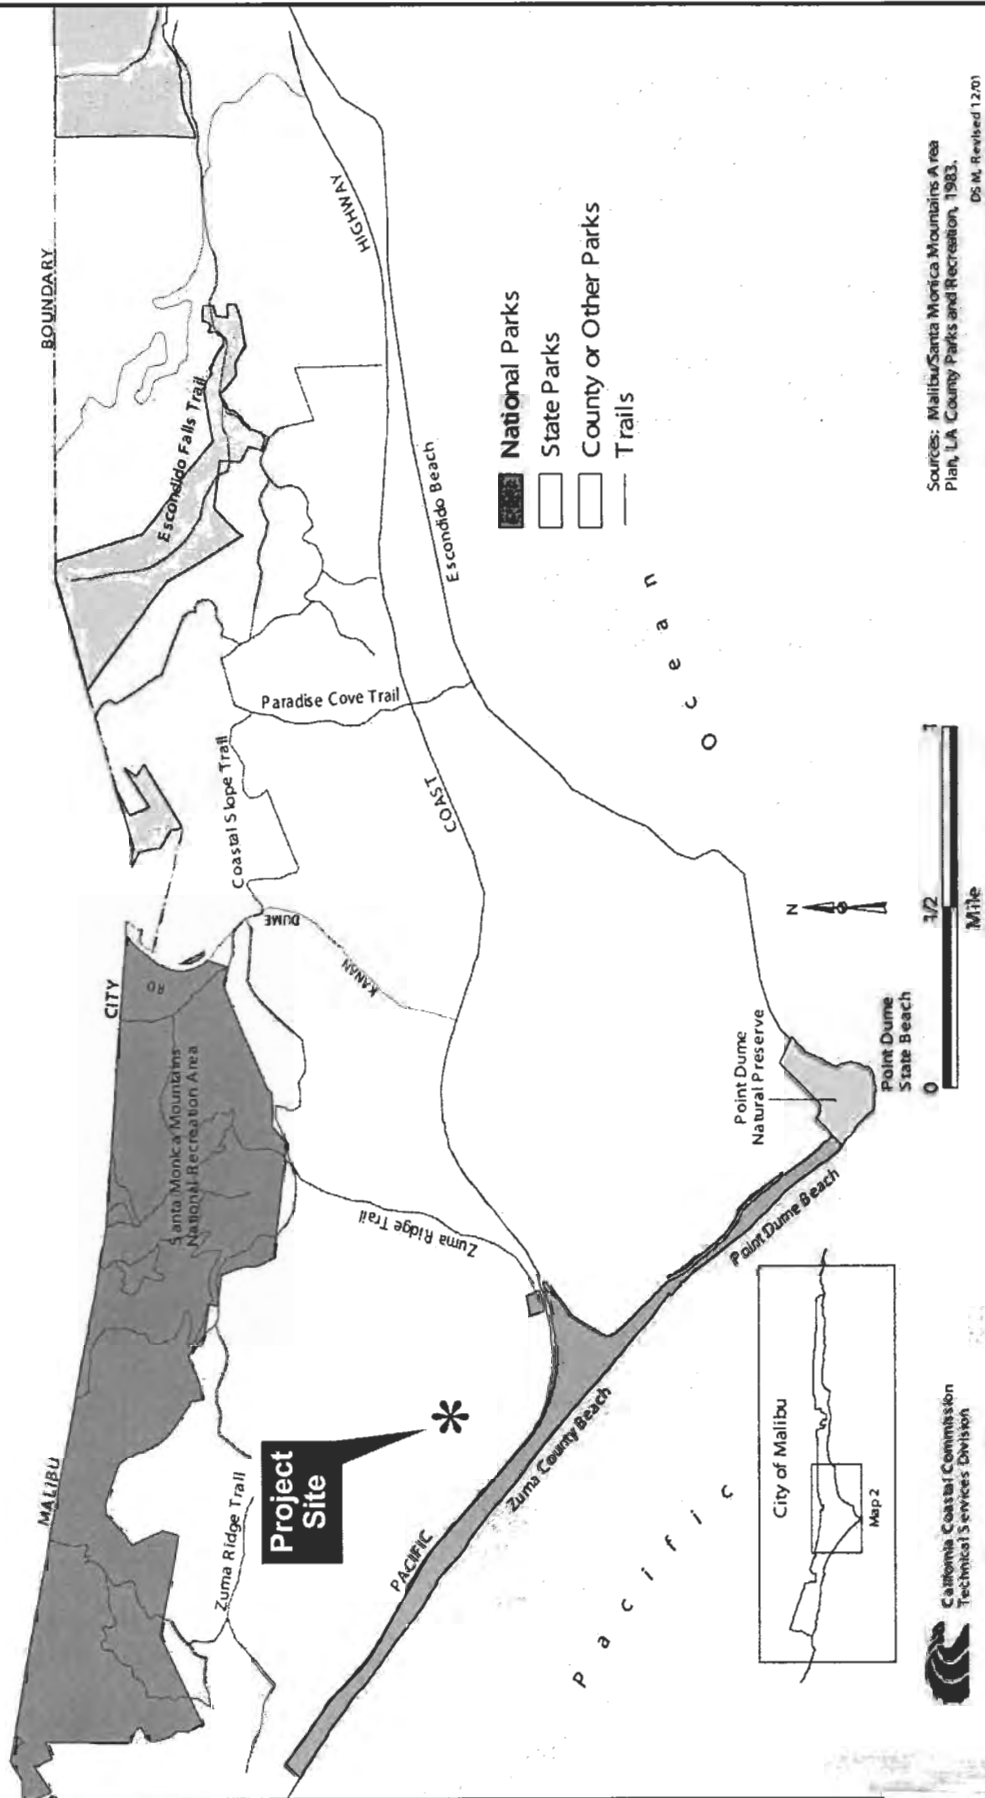 MALIBU
CITY
BOUNDARY
Santa Monica Mountains
National Recreation Area
RD
Zuma Ridge Trail
Project
Site
Zuma Ridge Trail
KANAN
DUME
Coastal Slope Trail
Paradise Cove Trail
Escondido Falls Trail
PACIFIC
COAST
HIGHWAY
Escondido Beach
Zuma County Beach
Point Dume Beach
Point Dume
Natural Preserve
Point Dume
State Beach
Pacific
Ocean
National Parks
State Parks
County or Other Parks
Trails
N
0
1/2
1
Mile
City of Malibu
Map 2
California Coastal Commission
Technical Services Division
Sources: Malibu/Santa Monica Mountains Area
Plan, LA County Parks and Recreation, 1983.
DS M, Revised 12/01